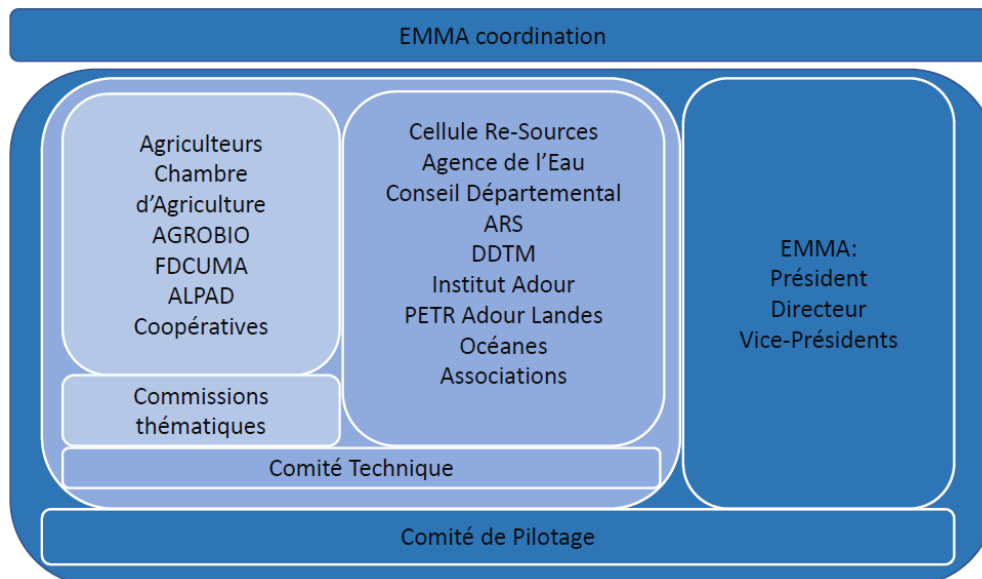 EMMA coordination
Agriculteurs
Chambre
d'Agriculture
AGROBIO
FDCUMA
ALPAD
Coopératives
Commissions
thématiques
Cellule Re-Sources
Agence de l'Eau
Conseil Départemental
ARS
DDTM
Institut Adour
PETR Adour Landes
Océanes
Associations
Comité Technique
EMMA:
Président
Directeur
Vice-Présidents
Comité de Pilotage